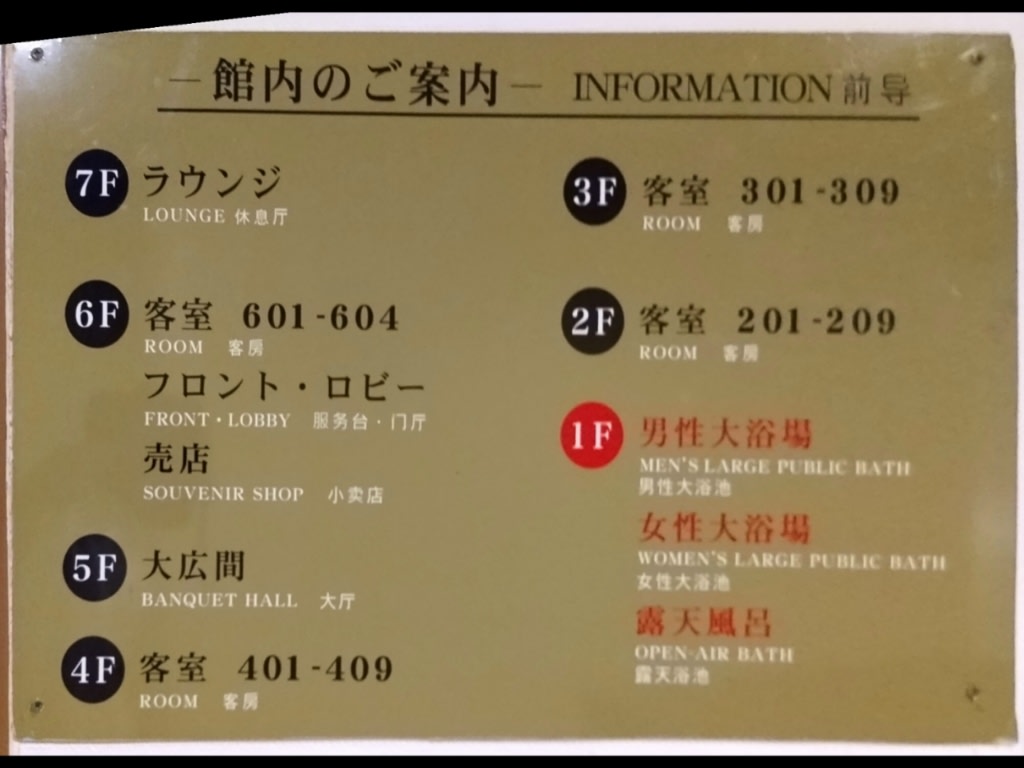 ―館内のご案内― INFORMATION 前导
7F ラウンジ
LOUNGE 休息厅
6F 客室 601-604
ROOM 客房
フロント・ロビー
FRONT・LOBBY 服务台・门厅
売店
SOUVENIR SHOP 小卖店
5F 大広間
BANQUET HALL 大厅
4F 客室 401-409
ROOM 客房
3F 客室 301-309
ROOM 客房
2F 客室 201-209
ROOM 客房
1F 男性大浴場
MEN'S LARGE PUBLIC BATH
男性大浴池
女性大浴場
WOMEN'S LARGE PUBLIC BATH
女性大浴池
露天風呂
OPEN-AIR BATH
露天浴池